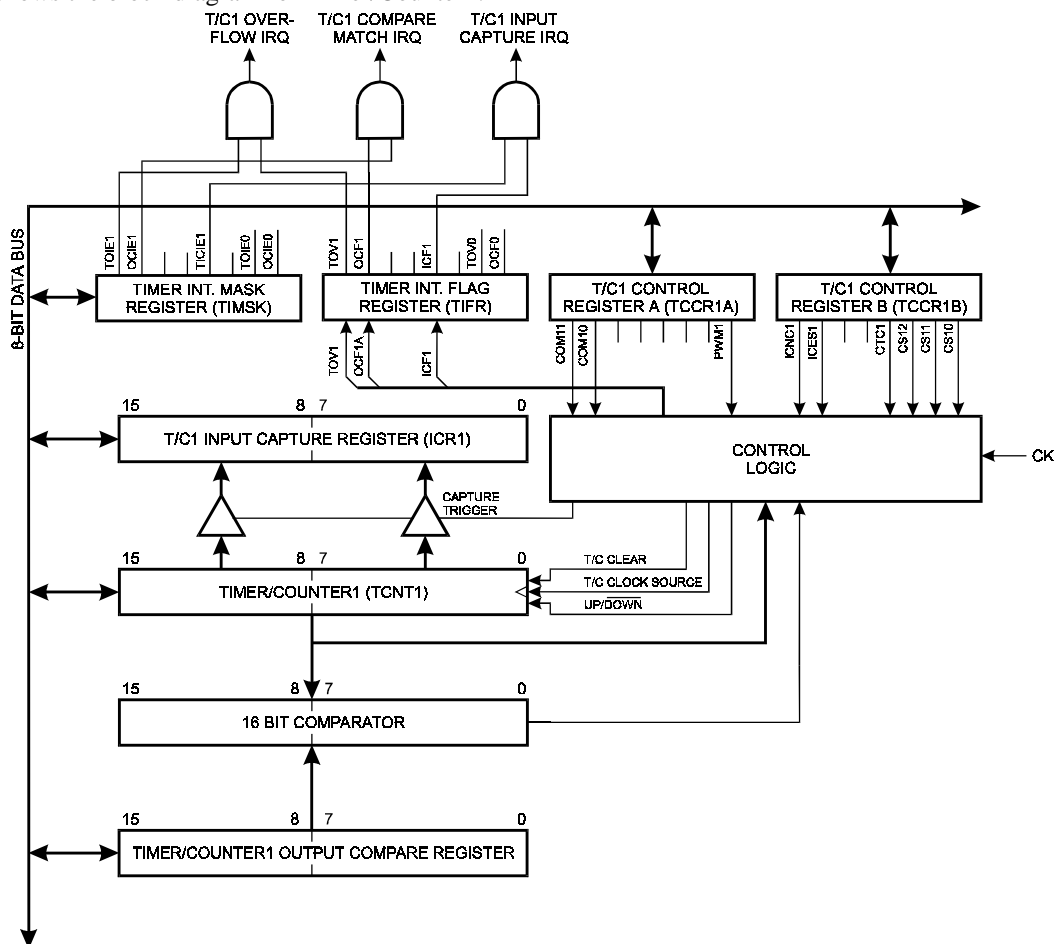 T/C1 OVER-
FLOW IRQ
T/C1 COMPARE
MATCH IRQ
T/C1 INPUT
CAPTURE IRQ
8-BIT DATA BUS
TOIE1
OCIE1
TICIE1
TOIE0
OCIE0
TOV1
OCF1
ICF1
TOV0
OCF0
TIMER INT. MASK
REGISTER (TIMSK)
TIMER INT. FLAG
REGISTER (TIFR)
T/C1 CONTROL
REGISTER A (TCCR1A)
T/C1 CONTROL
REGISTER B (TCCR1B)
TOV1
OCF1A
ICF1
COM11
COM10
PWM1
ICNC1
ICES1
CTC1
CS12
CS11
CS10
15 8 7 0
T/C1 INPUT CAPTURE REGISTER (ICR1)
CONTROL
LOGIC
CK
CAPTURE
TRIGGER
15 8 7 0
TIMER/COUNTER1 (TCNT1)
T/C CLEAR
T/C CLOCK SOURCE
UP/DOWN
15 8 7 0
16 BIT COMPARATOR
15 8 7 0
TIMER/COUNTER1 OUTPUT COMPARE REGISTER